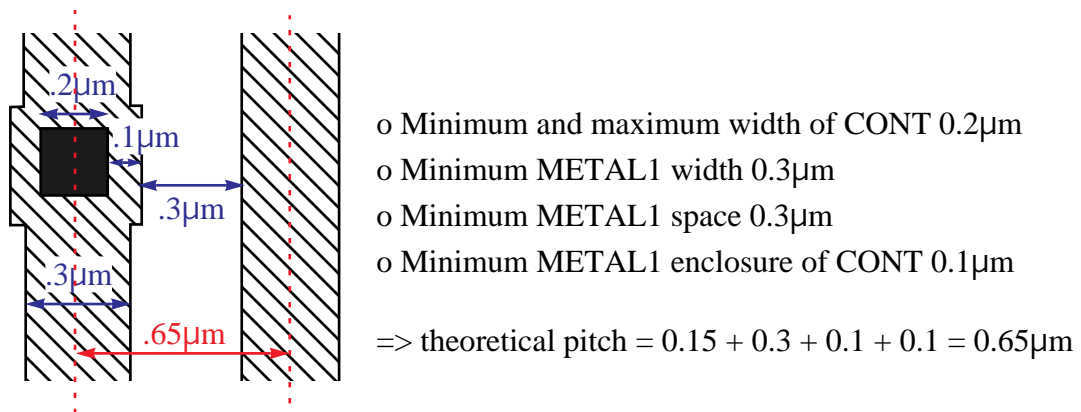 .2µm
.1µm
.3µm
.3µm
.65µm
o Minimum and maximum width of CONT 0.2µm
o Minimum METAL1 width 0.3µm
o Minimum METAL1 space 0.3µm
o Minimum METAL1 enclosure of CONT 0.1µm
=> theoretical pitch = 0.15 + 0.3 + 0.1 + 0.1 = 0.65µm